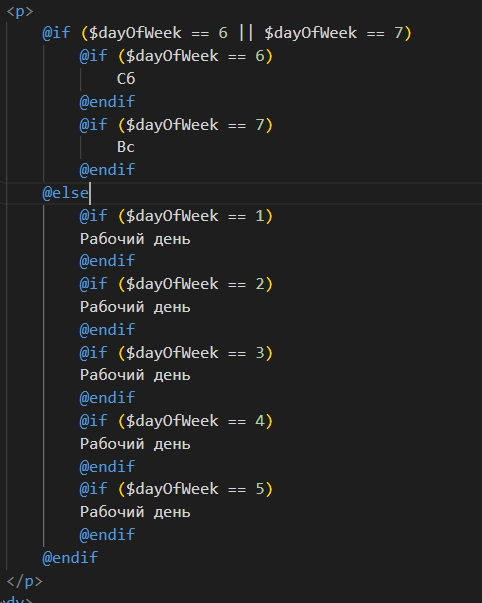 <p>
@if ($dayOfWeek == 6 || $dayOfWeek == 7)
@if ($dayOfWeek == 6)
Сб
@endif
@if ($dayOfWeek == 7)
Вс
@endif
@else
@if ($dayOfWeek == 1)
Рабочий день
@endif
@if ($dayOfWeek == 2)
Рабочий день
@endif
@if ($dayOfWeek == 3)
Рабочий день
@endif
@if ($dayOfWeek == 4)
Рабочий день
@endif
@if ($dayOfWeek == 5)
Рабочий день
@endif
@endif
</p>